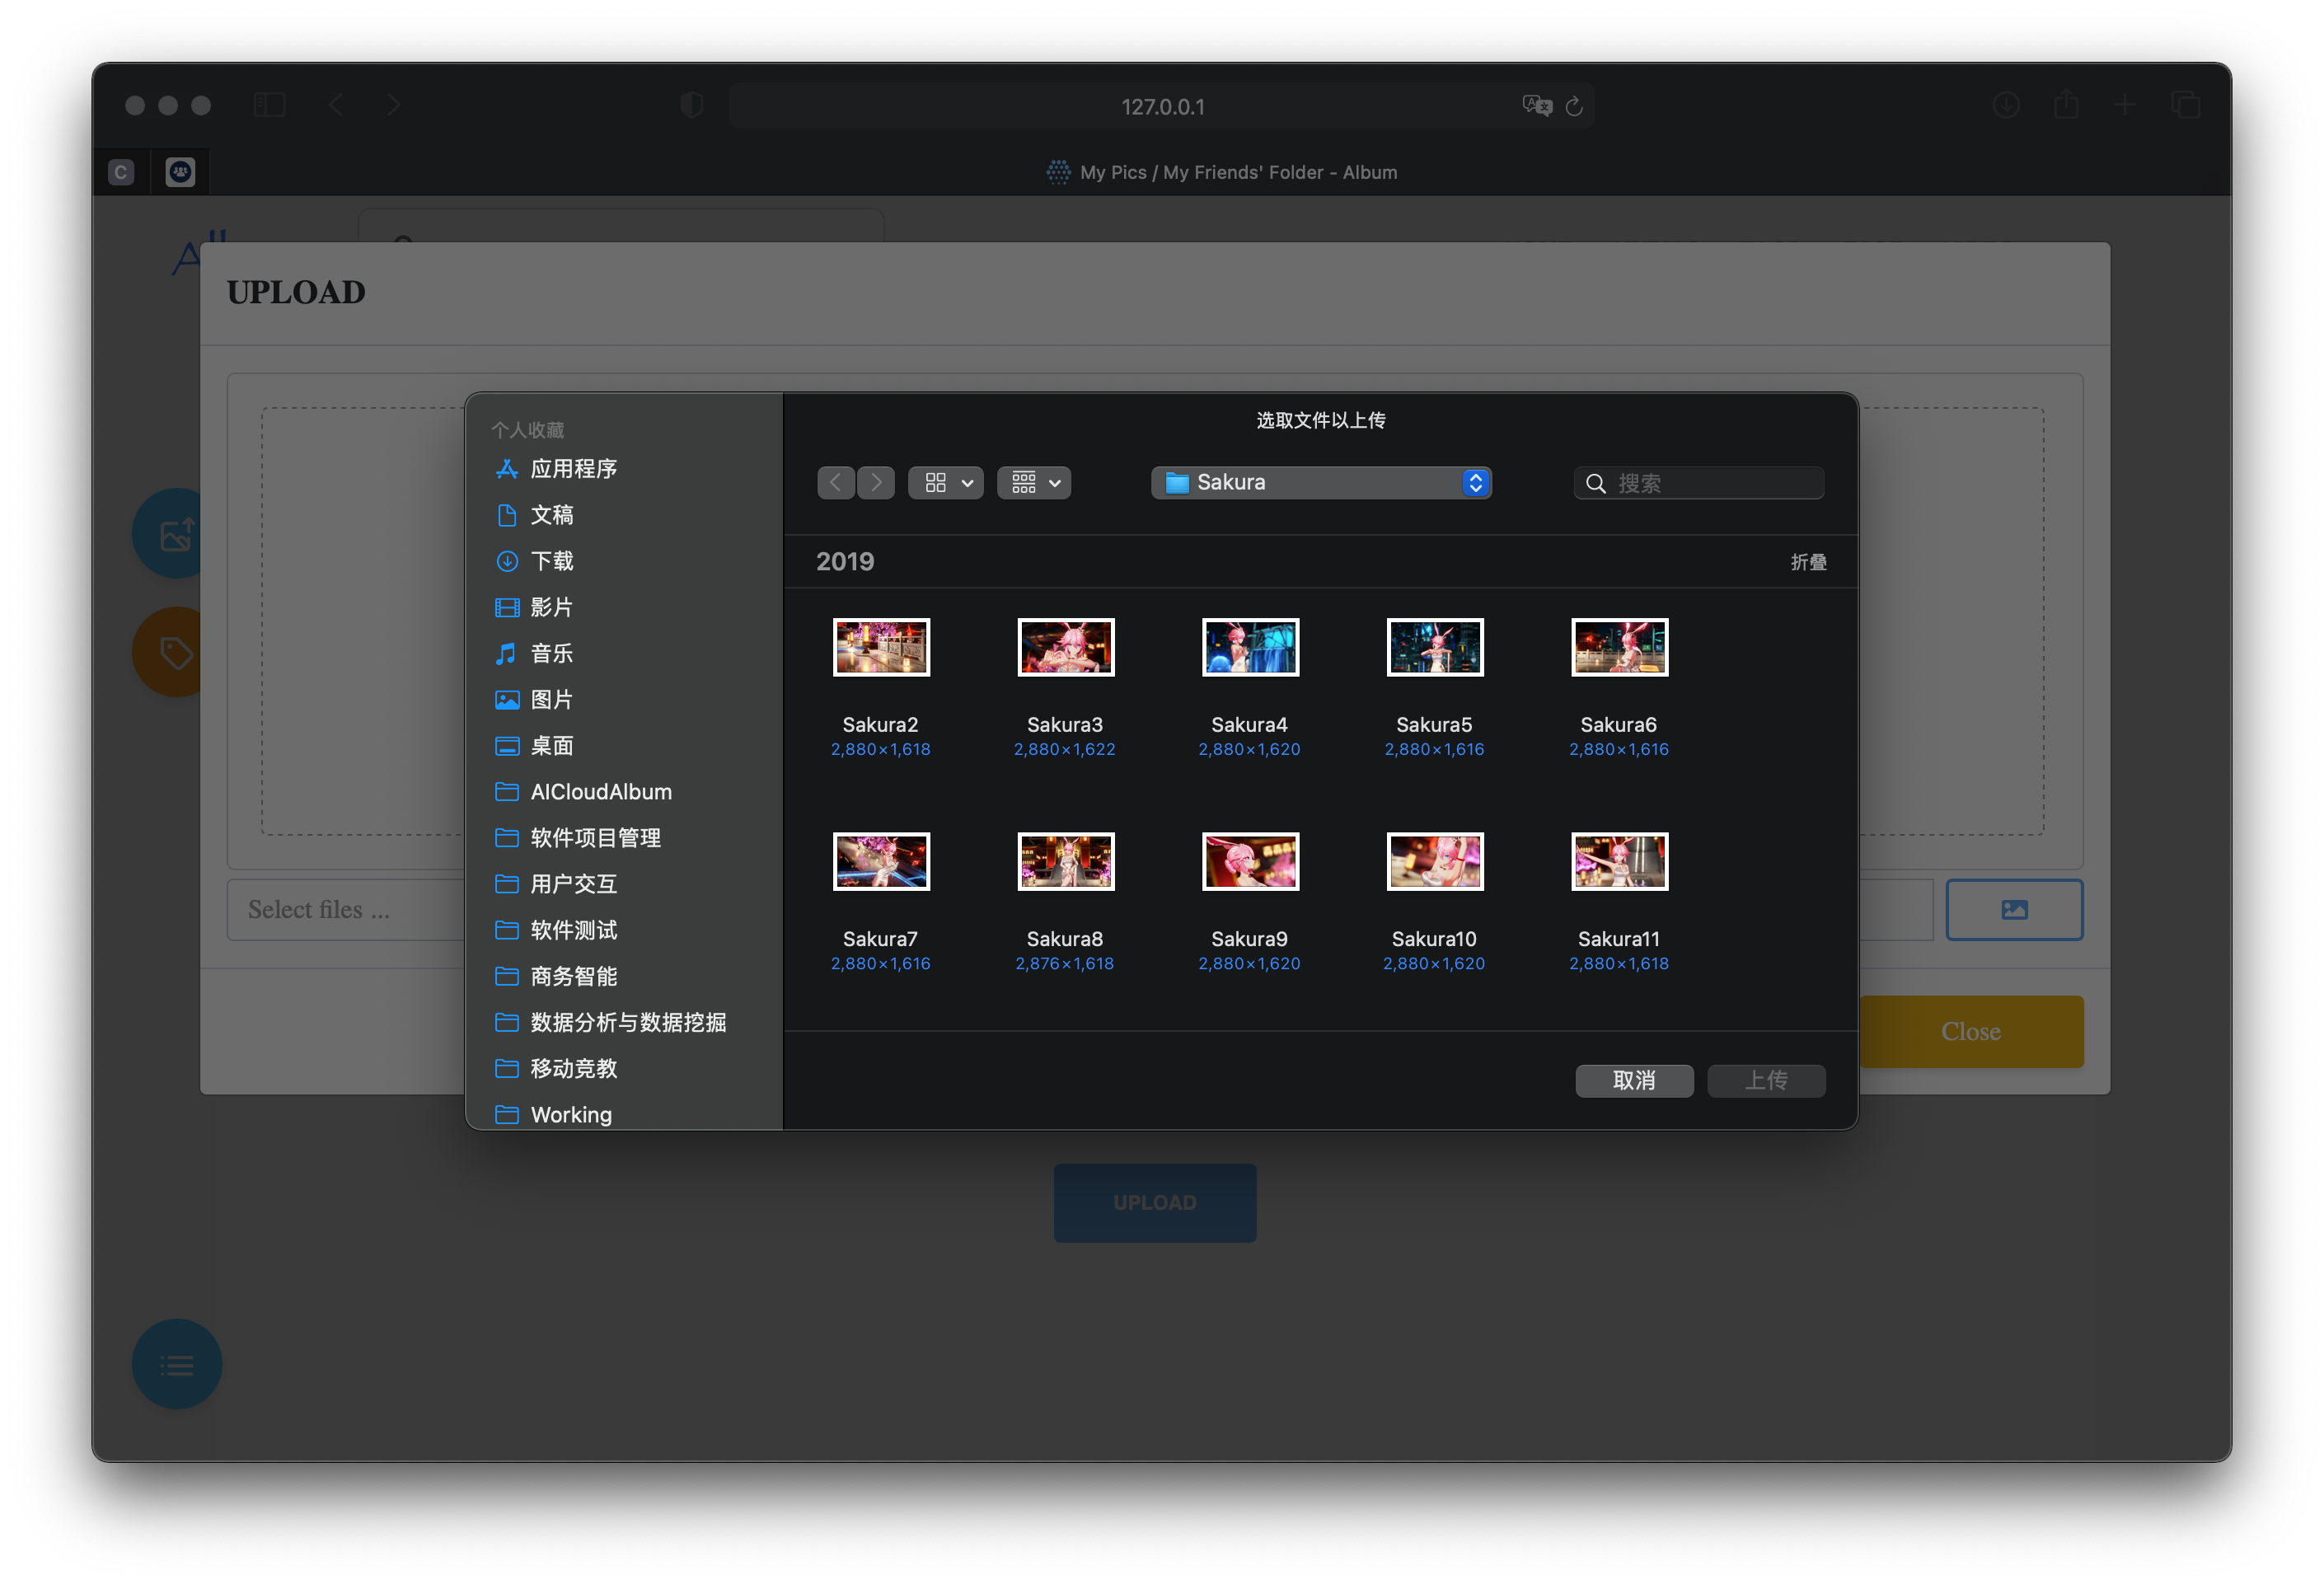 127.0.0.1
C
My Pics / My Friends' Folder - Album
UPLOAD
选取文件以上传
个人收藏
应用程序
文稿
下载
影片
音乐
图片
桌面
AICloudAlbum
软件项目管理
用户交互
软件测试
商务智能
数据分析与数据挖掘
移动竞教
Working
Sakura
搜索
2019
折叠
Sakura2
2,880×1,618
Sakura3
2,880×1,622
Sakura4
2,880×1,620
Sakura5
2,880×1,616
Sakura6
2,880×1,616
Sakura7
2,880×1,616
Sakura8
2,876×1,618
Sakura9
2,880×1,620
Sakura10
2,880×1,620
Sakura11
2,880×1,618
取消
上传
Select files ...
Close
UPLOAD